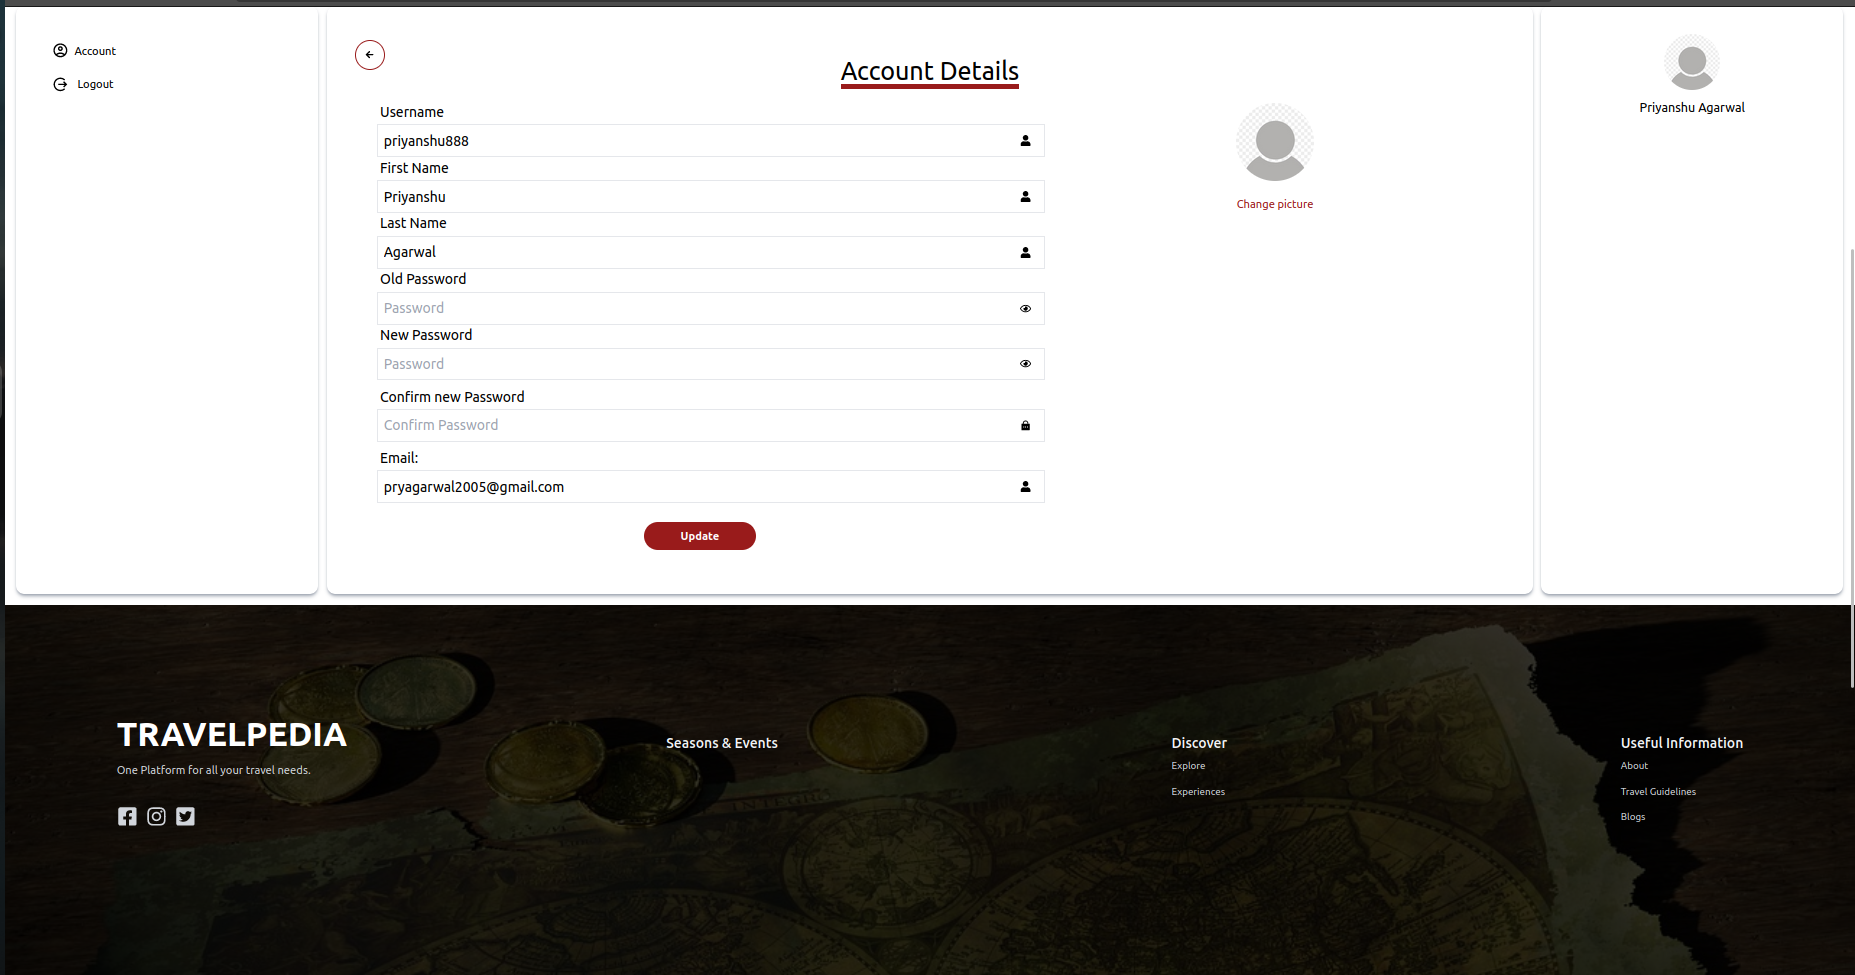 Account
Logout
Account Details
Username
priyanshu888
First Name
Priyanshu
Last Name
Agarwal
Old Password
Password
New Password
Password
Confirm new Password
Confirm Password
Email:
pryagarwal2005@gmail.com
Update
Change picture
Priyanshu Agarwal
TRAVELPEDIA
One Platform for all your travel needs.
Seasons & Events
Discover
Explore
Experiences
Useful Information
About
Travel Guidelines
Blogs